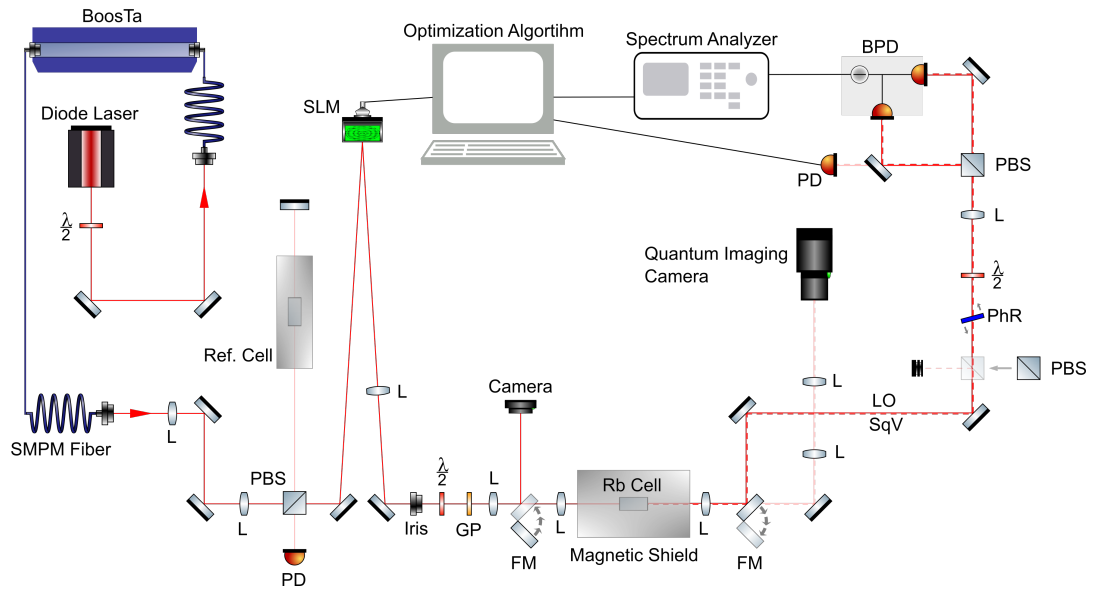 BoosTa
Optimization Algortihm
Spectrum Analyzer
BPD
Diode Laser
SLM
PD
PBS
λ
2
L
Quantum Imaging
Camera
λ
2
PhR
Ref. Cell
PBS
L
L
Camera
LO
SqV
SMPM Fiber
L
L
PBS
λ
2
L
Rb Cell
L
Iris
GP
L
L
FM
Magnetic Shield
FM
PD